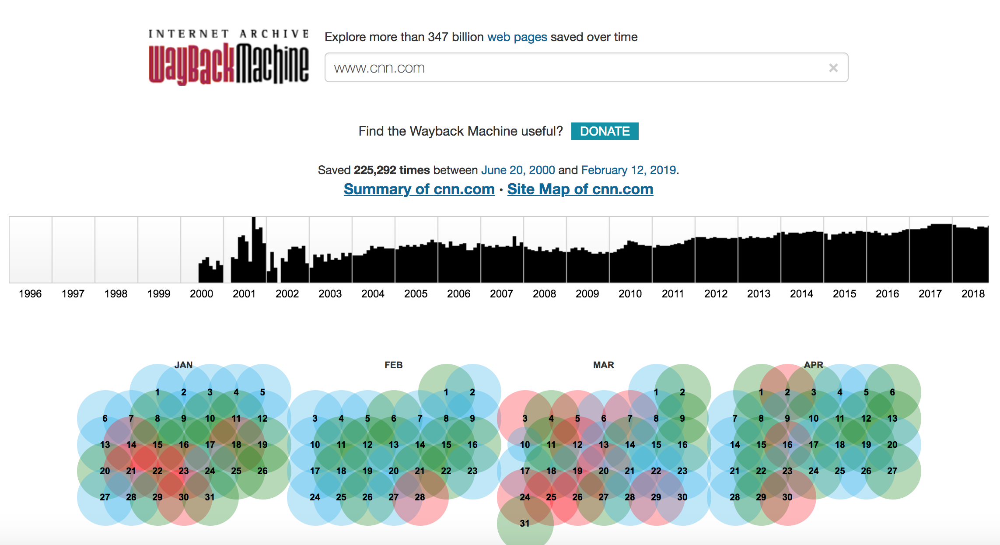 INTERNET ARCHIVE
WayBackMachine
Explore more than 347 billion web pages saved over time
www.cnn.com ×
Find the Wayback Machine useful? DONATE
Saved 225,292 times between June 20, 2000 and February 12, 2019.
Summary of cnn.com · Site Map of cnn.com
1996 1997 1998 1999 2000 2001 2002 2003 2004 2005 2006 2007 2008 2009 2010 2011 2012 2013 2014 2015 2016 2017 2018
JAN
1 2 3 4 5
6 7 8 9 10 11 12
13 14 15 16 17 18 19
20 21 22 23 24 25 26
27 28 29 30 31
FEB
1 2
3 4 5 6 7 8 9
10 11 12 13 14 15 16
17 18 19 20 21 22 23
24 25 26 27 28
MAR
1 2
3 4 5 6 7 8 9
10 11 12 13 14 15 16
17 18 19 20 21 22 23
24 25 26 27 28 29 30
31
APR
1 2 3 4 5 6
7 8 9 10 11 12 13
14 15 16 17 18 19 20
21 22 23 24 25 26 27
28 29 30